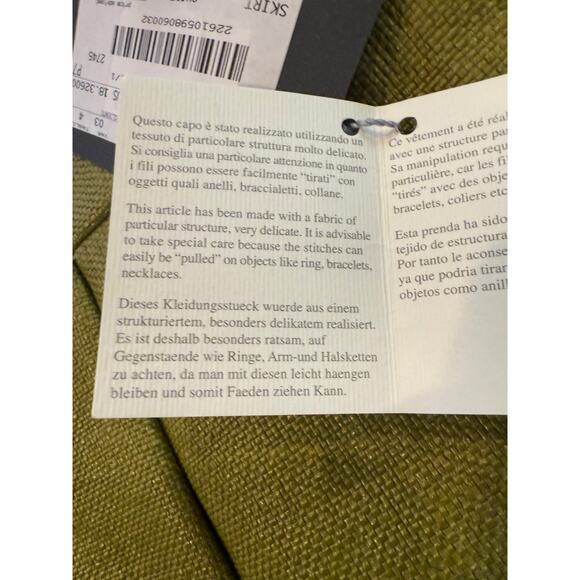 SKIRT
2261059806032
2745
03
4
Questo capo è stato realizzato utilizzando un
tessuto di particolare struttura molto delicato.
Si consiglia una particolare attenzione in quanto
i fili possono essere facilmente “tirati” con
oggetti quali anelli, braccialetti, collane.
This article has been made with a fabric of
particular structure, very delicate. It is advisable
to take special care because the stitches can
easily be “pulled” on objects like ring, bracelets,
necklaces.
Dieses Kleidungsstueck wuerde aus einem
strukturiertem, besonders delikatem realisiert.
Es ist deshalb besonders ratsam, auf
Gegenstaende wie Ringe, Arm-und Halsketten
zu achten, da man mit diesen leicht haengen
bleiben und somit Faeden ziehen Kann.
Ce vêtement a été réal
avec une structure pa
Sa manipulation requ
particulière, car les fi
“tirés” avec des obje
bracelets, coliers etc
Esta prenda ha sido
tejido de estructura
Por tanto le aconse
ya que podria tirar
objetos como anill